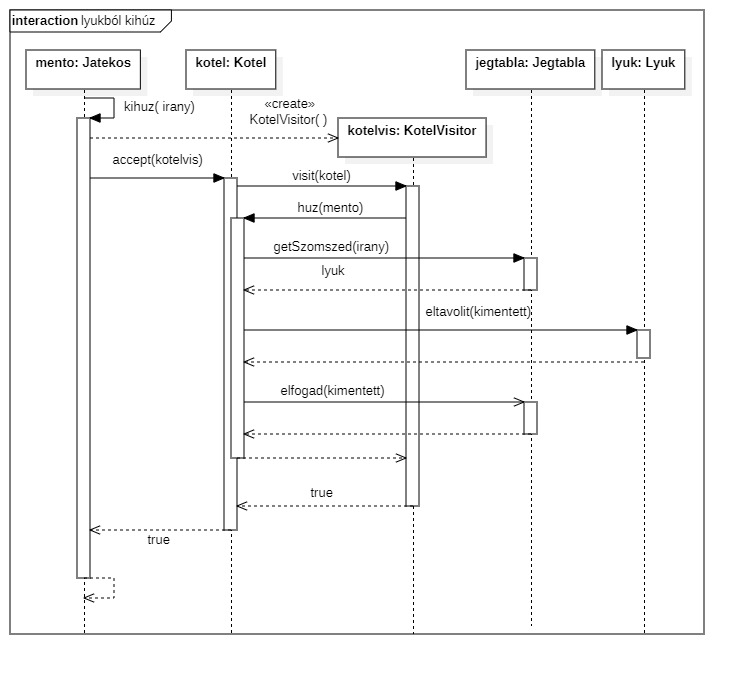 interaction lyukból kihúz
mento: Jatekos
kotel: Kotel
jegtabla: Jegtabla
lyuk: Lyuk
kihuz( irany)
«create»
KotelVisitor( )
kotelvis: KotelVisitor
accept(kotelvis)
visit(kotel)
huz(mento)
getSzomszed(irany)
lyuk
eltavolit(kimentett)
elfogad(kimentett)
true
true